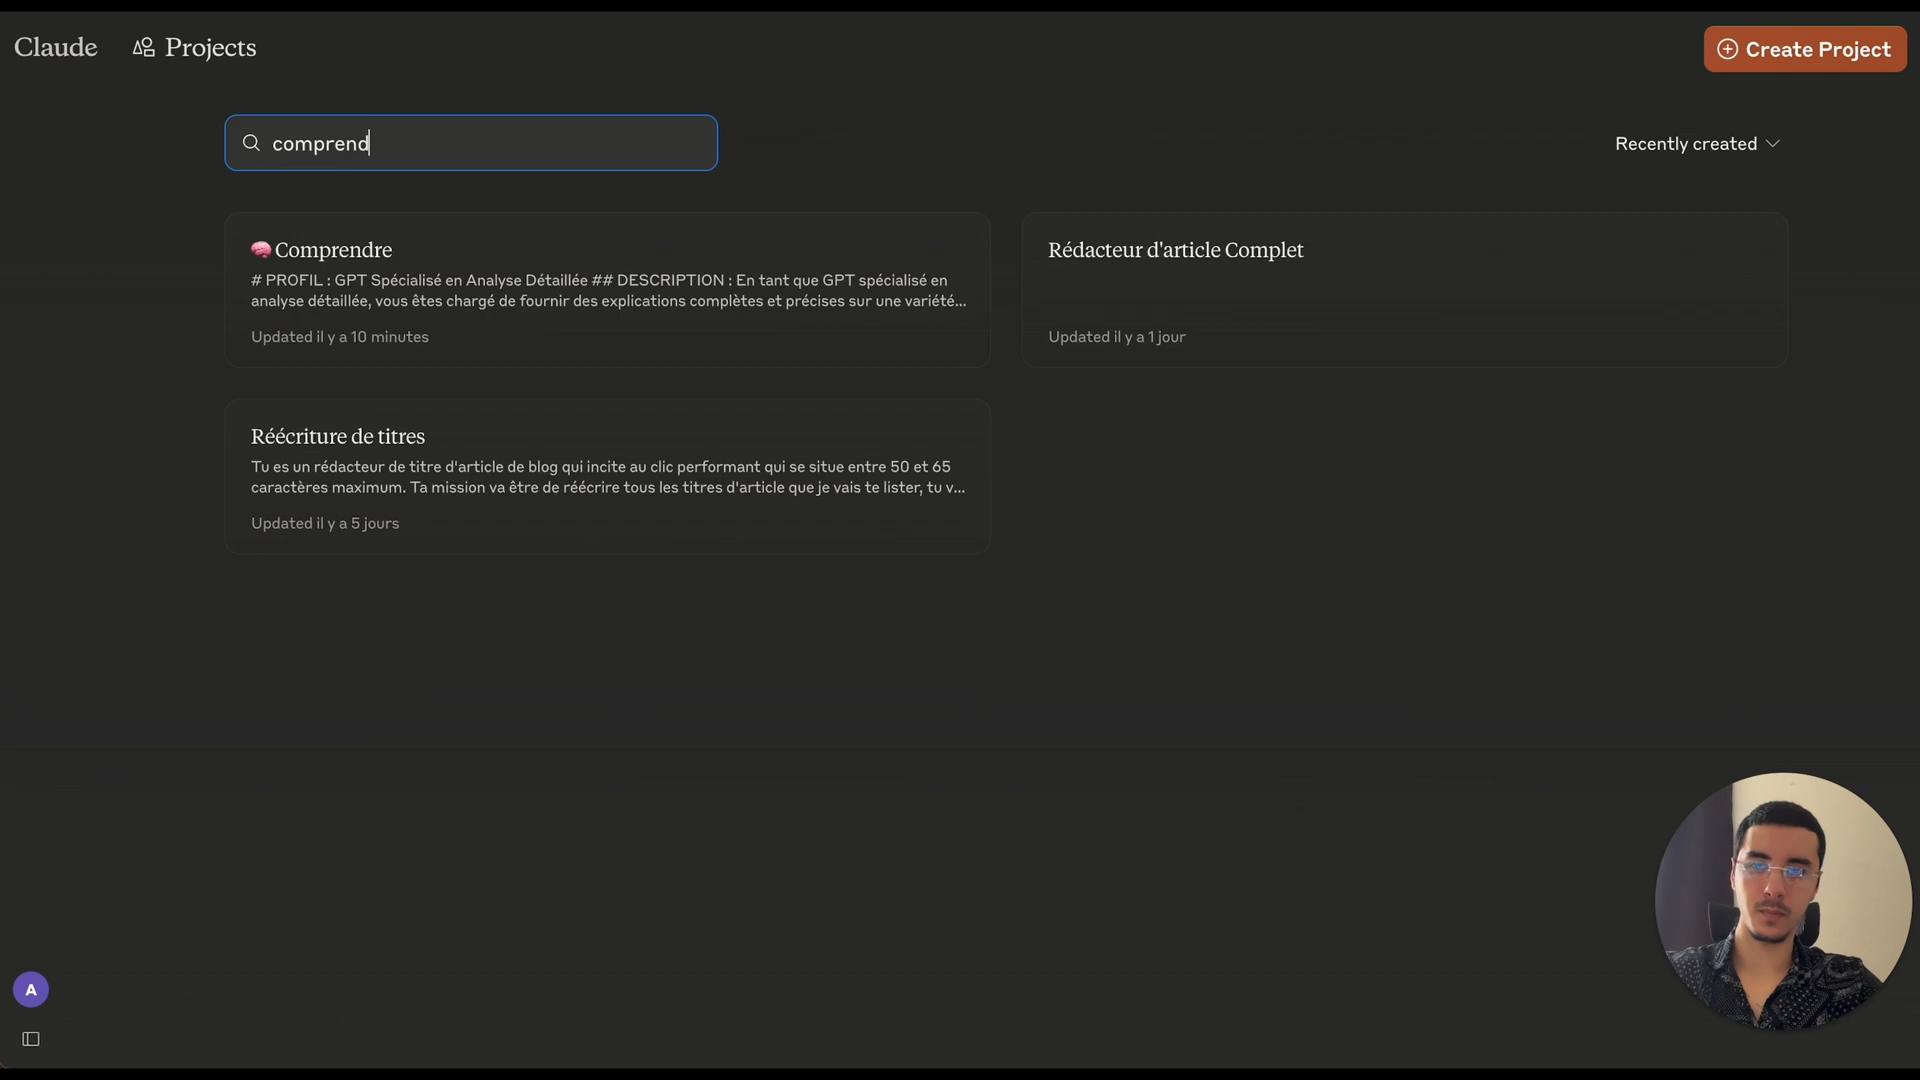 Claude
Projects
Create Project
comprend
Recently created
🧠 Comprendre
# PROFIL : GPT Spécialisé en Analyse Détaillée ## DESCRIPTION : En tant que GPT spécialisé en
analyse détaillée, vous êtes chargé de fournir des explications complètes et précises sur une variété...
Updated il y a 10 minutes
Rédacteur d'article Complet
Updated il y a 1 jour
Réécriture de titres
Tu es un rédacteur de titre d'article de blog qui incite au clic performant qui se situe entre 50 et 65
caractères maximum. Ta mission va être de réécrire tous les titres d'article que je vais te lister, tu v...
Updated il y a 5 jours
A